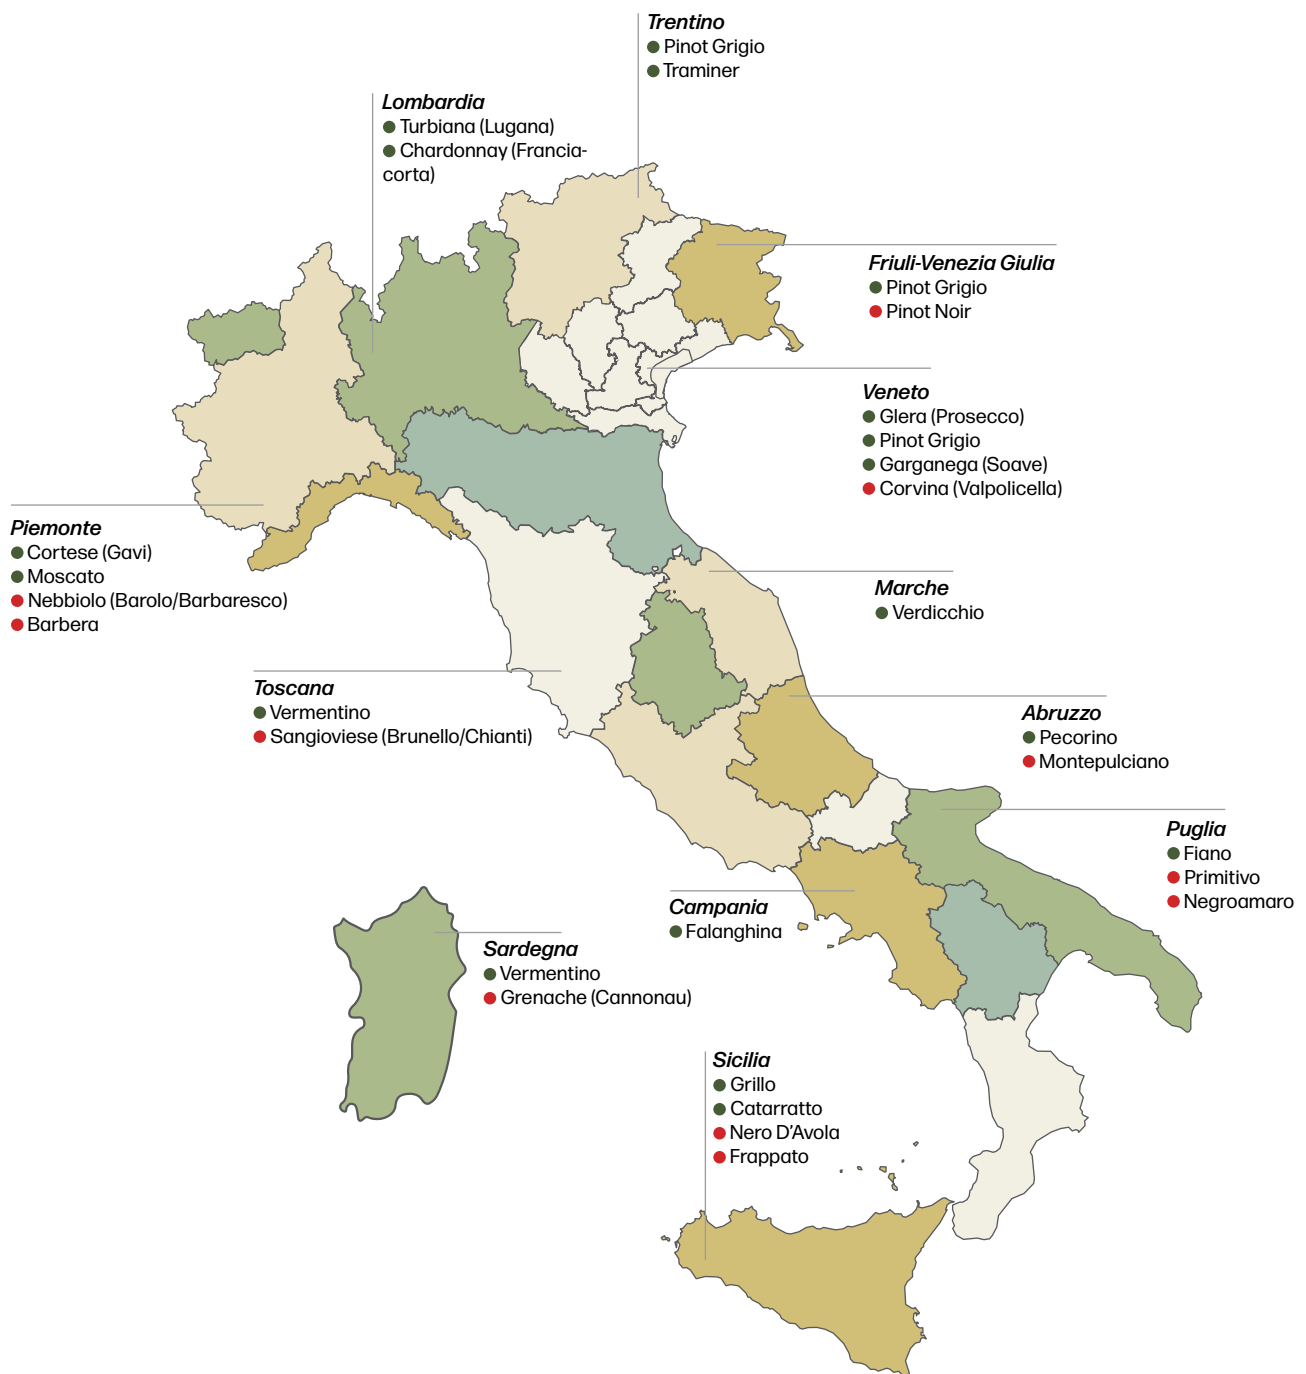 Trentino
Pinot Grigio
Traminer
Lombardia
Turbiana (Lugana)
Chardonnay (Francia-
corta)
Friuli-Venezia Giulia
Pinot Grigio
Pinot Noir
Veneto
Glera (Prosecco)
Pinot Grigio
Garganega (Soave)
Corvina (Valpolicella)
Piemonte
Cortese (Gavi)
Moscato
Nebbiolo (Barolo/Barbaresco)
Barbera
Marche
Verdicchio
Toscana
Vermentino
Sangioviese (Brunello/Chianti)
Abruzzo
Pecorino
Montepulciano
Puglia
Fiano
Primitivo
Negroamaro
Campania
Falanghina
Sardegna
Vermentino
Grenache (Cannonau)
Sicilia
Grillo
Catarratto
Nero D'Avola
Frappato